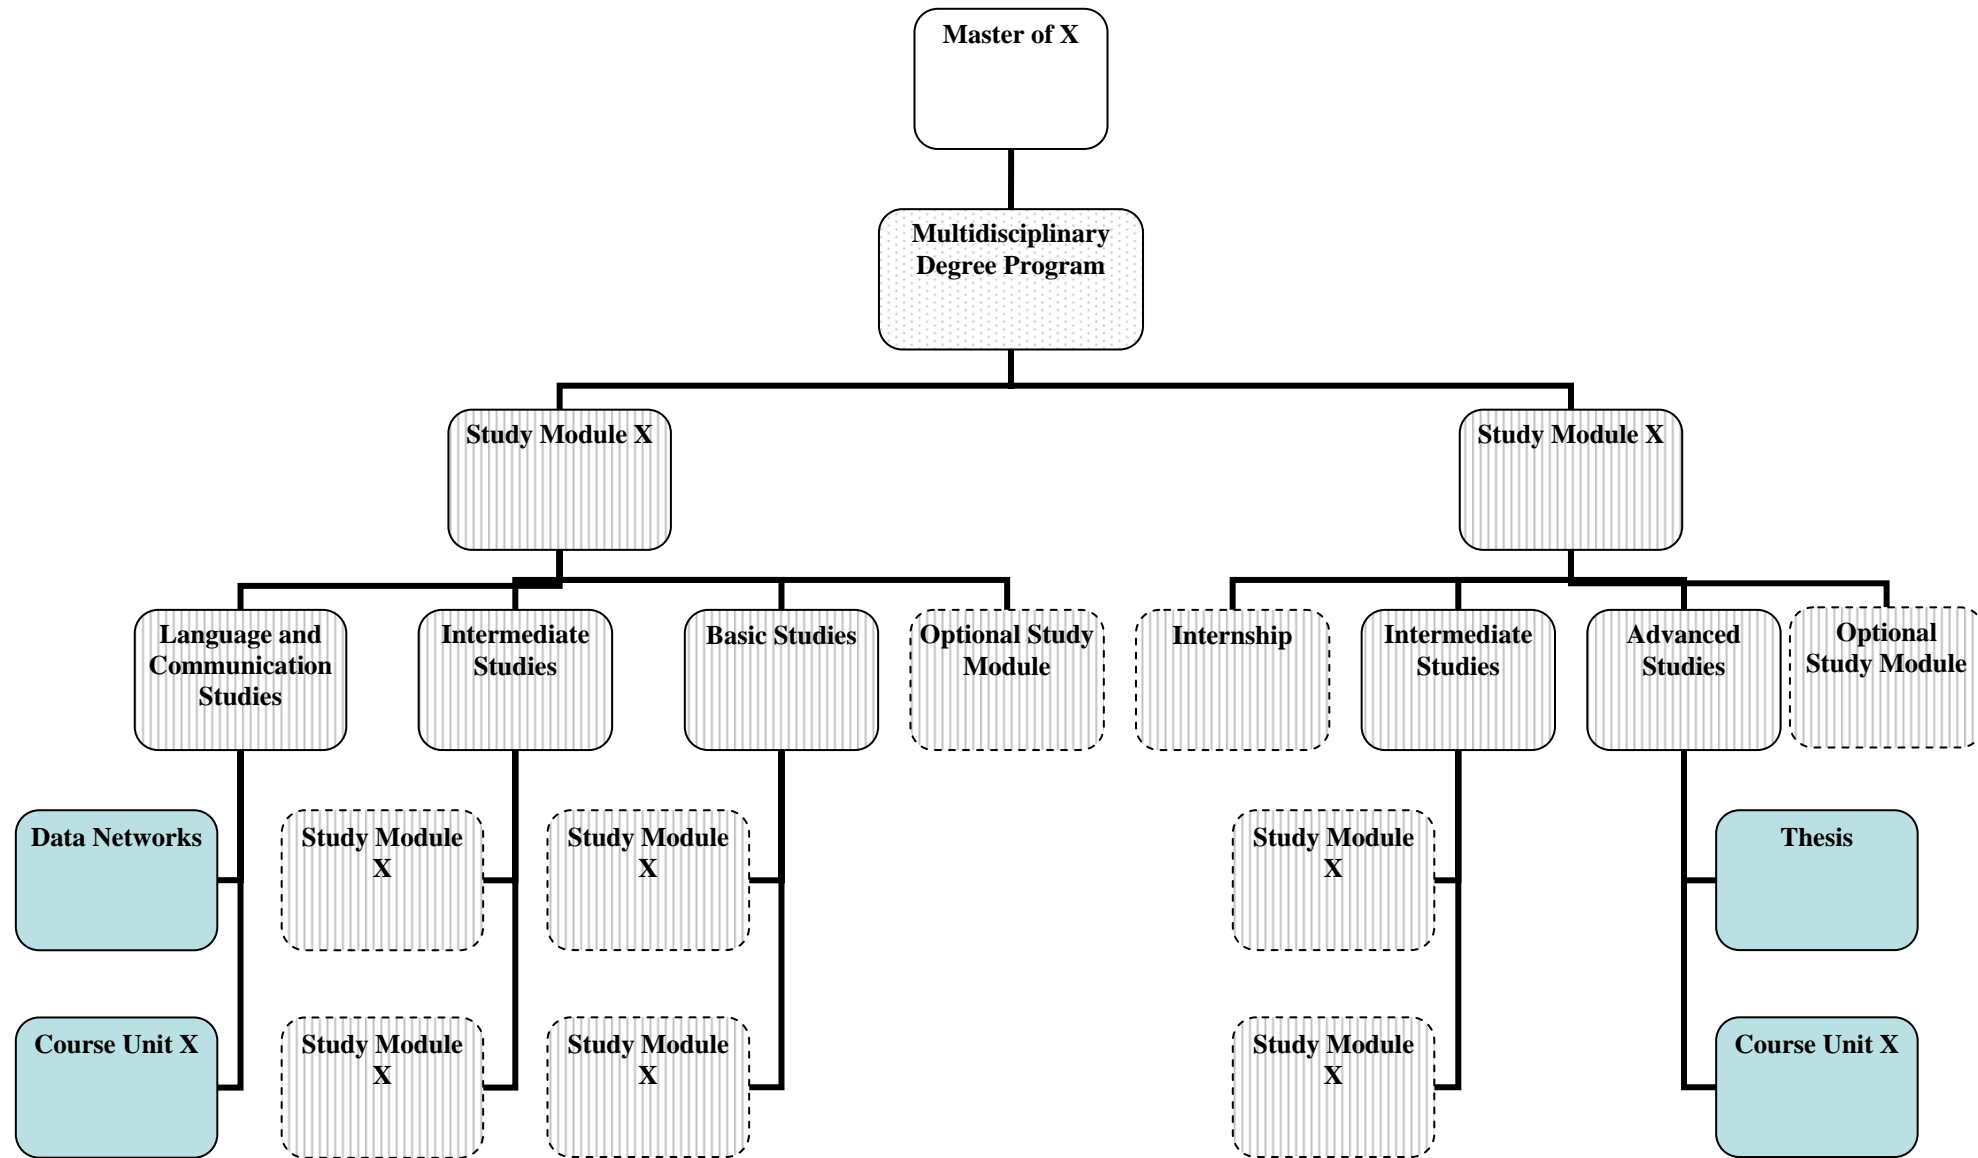 Master of X
Multidisciplinary
Degree Program
Study Module X
Study Module X
Language and
Communication
Studies
Intermediate
Studies
Basic Studies
Optional Study
Module
Internship
Intermediate
Studies
Advanced
Studies
Optional
Study Module
Data Networks
Study Module
X
Study Module
X
Study Module
X
Thesis
Course Unit X
Study Module
X
Study Module
X
Study Module
X
Course Unit X